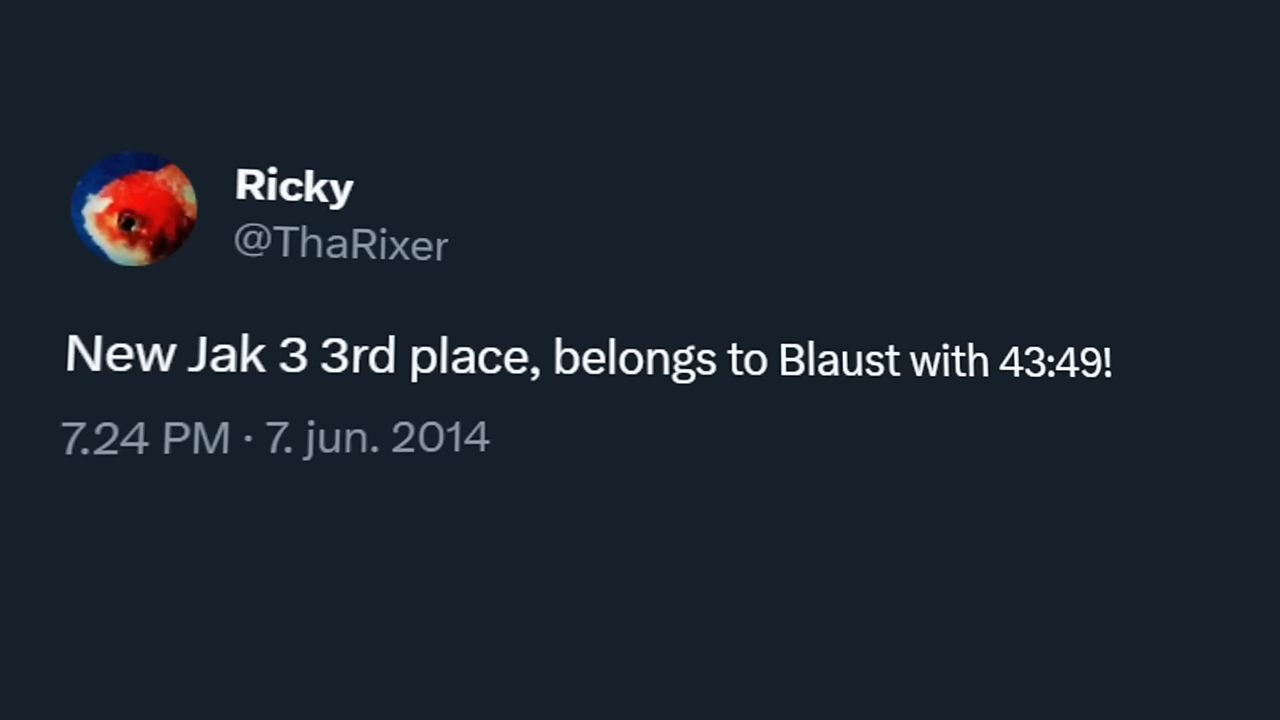 Ricky
@ThaRixer
New Jak 3 3rd place, belongs to Blaust with 43:49!
7.24 PM · 7. jun. 2014